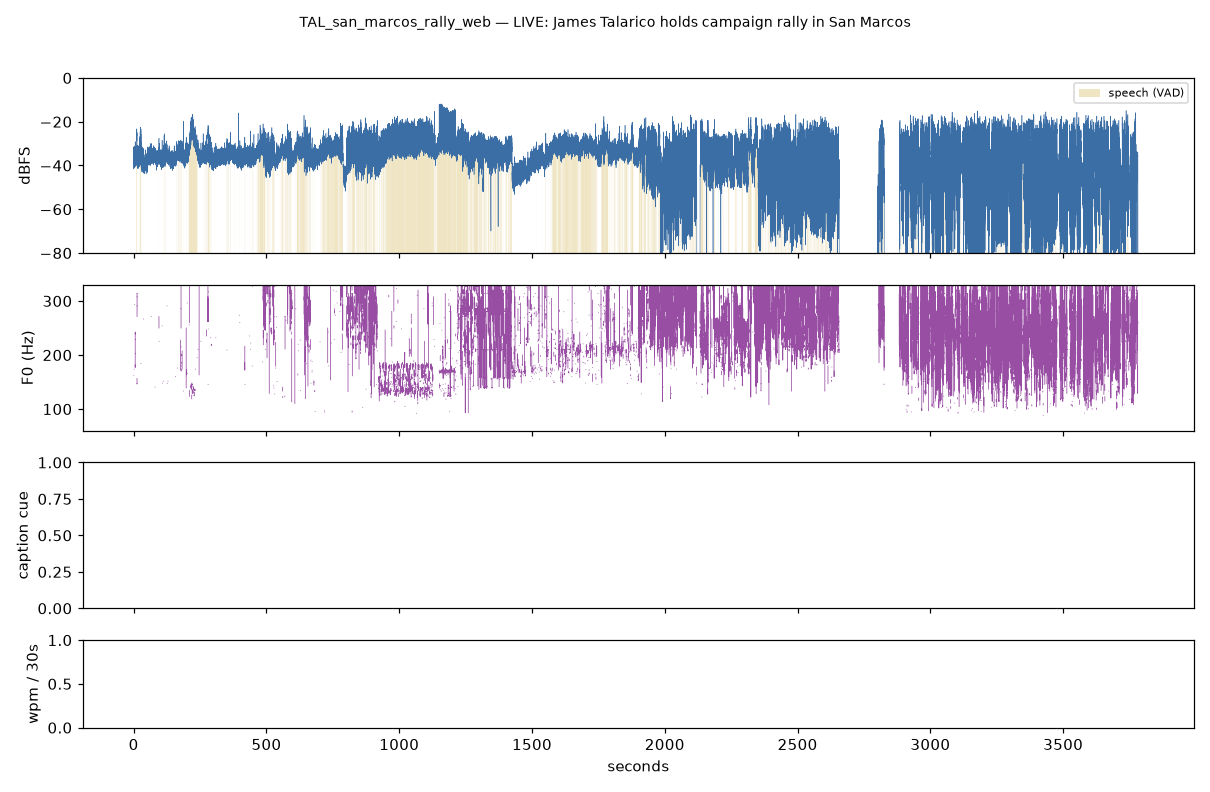 TAL_san_marcos_rally_web — LIVE: James Talarico holds campaign rally in San Marcos
0
−20
−40
−60
−80
dBFS
speech (VAD)
300
200
100
F0 (Hz)
1.00
0.75
0.50
0.25
0.00
caption cue
1.0
0.5
0.0
wpm / 30s
0 500 1000 1500 2000 2500 3000 3500
seconds